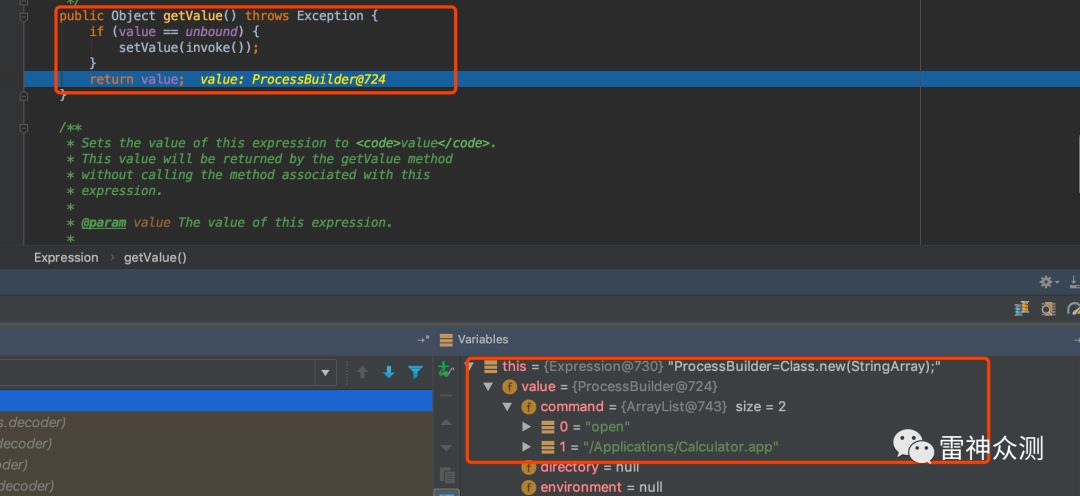 */
public Object getValue() throws Exception {
if (value == unbound) {
setValue(invoke());
}
return value; value: ProcessBuilder@724
}
/**
* Sets the value of this expression to <code>value</code>.
* This value will be returned by the getValue method
* without calling the method associated with this
* expression.
*
* @param value The value of this expression.
*
Expression › getValue()
Variables
this = {Expression@730} "ProcessBuilder=Class.new(StringArray);"
value = {ProcessBuilder@724}
command = {ArrayList@743} size = 2
0 = "open"
s.decoder)
1 = "/Applications/Calculator.app"
decoder)
directory = null
oder)
environment = null
decoder)
雷神众测